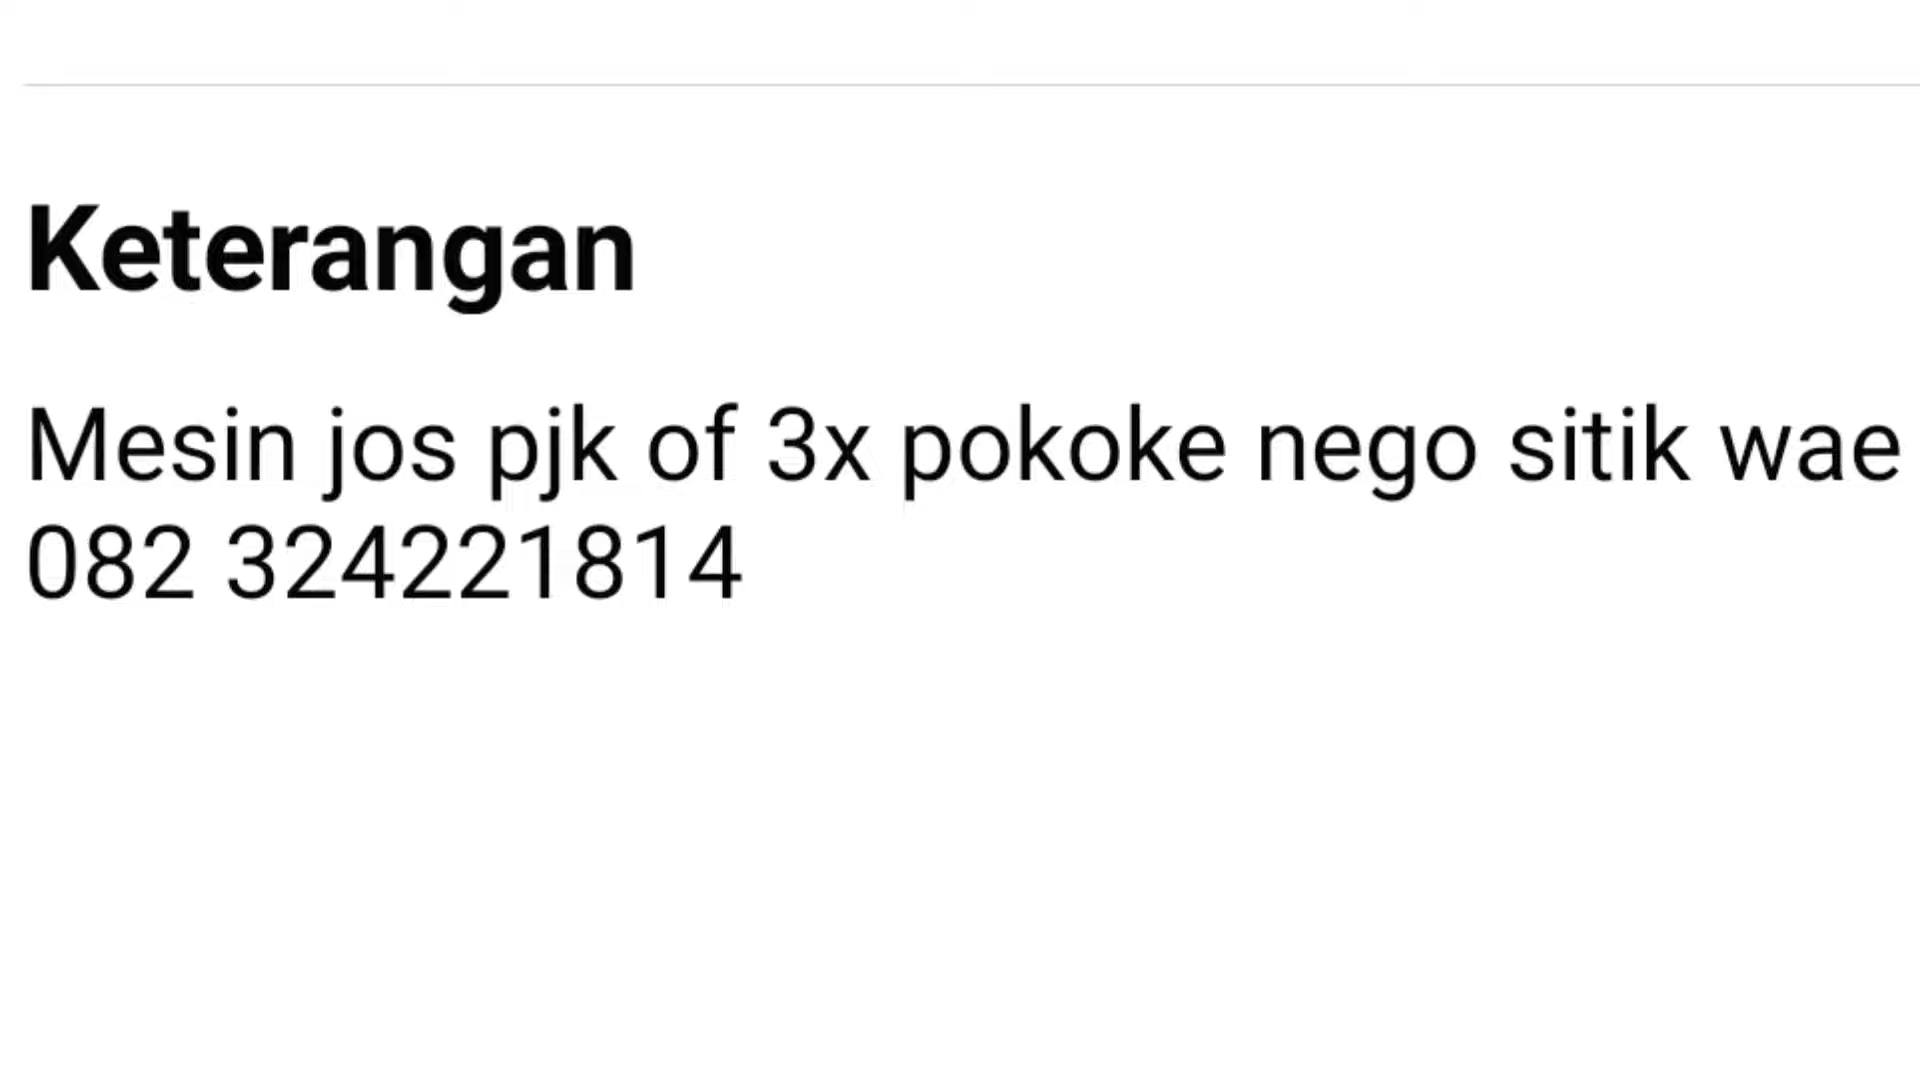 Keterangan
Mesin jos pjk of 3x pokoke nego sitik wae
082 324221814